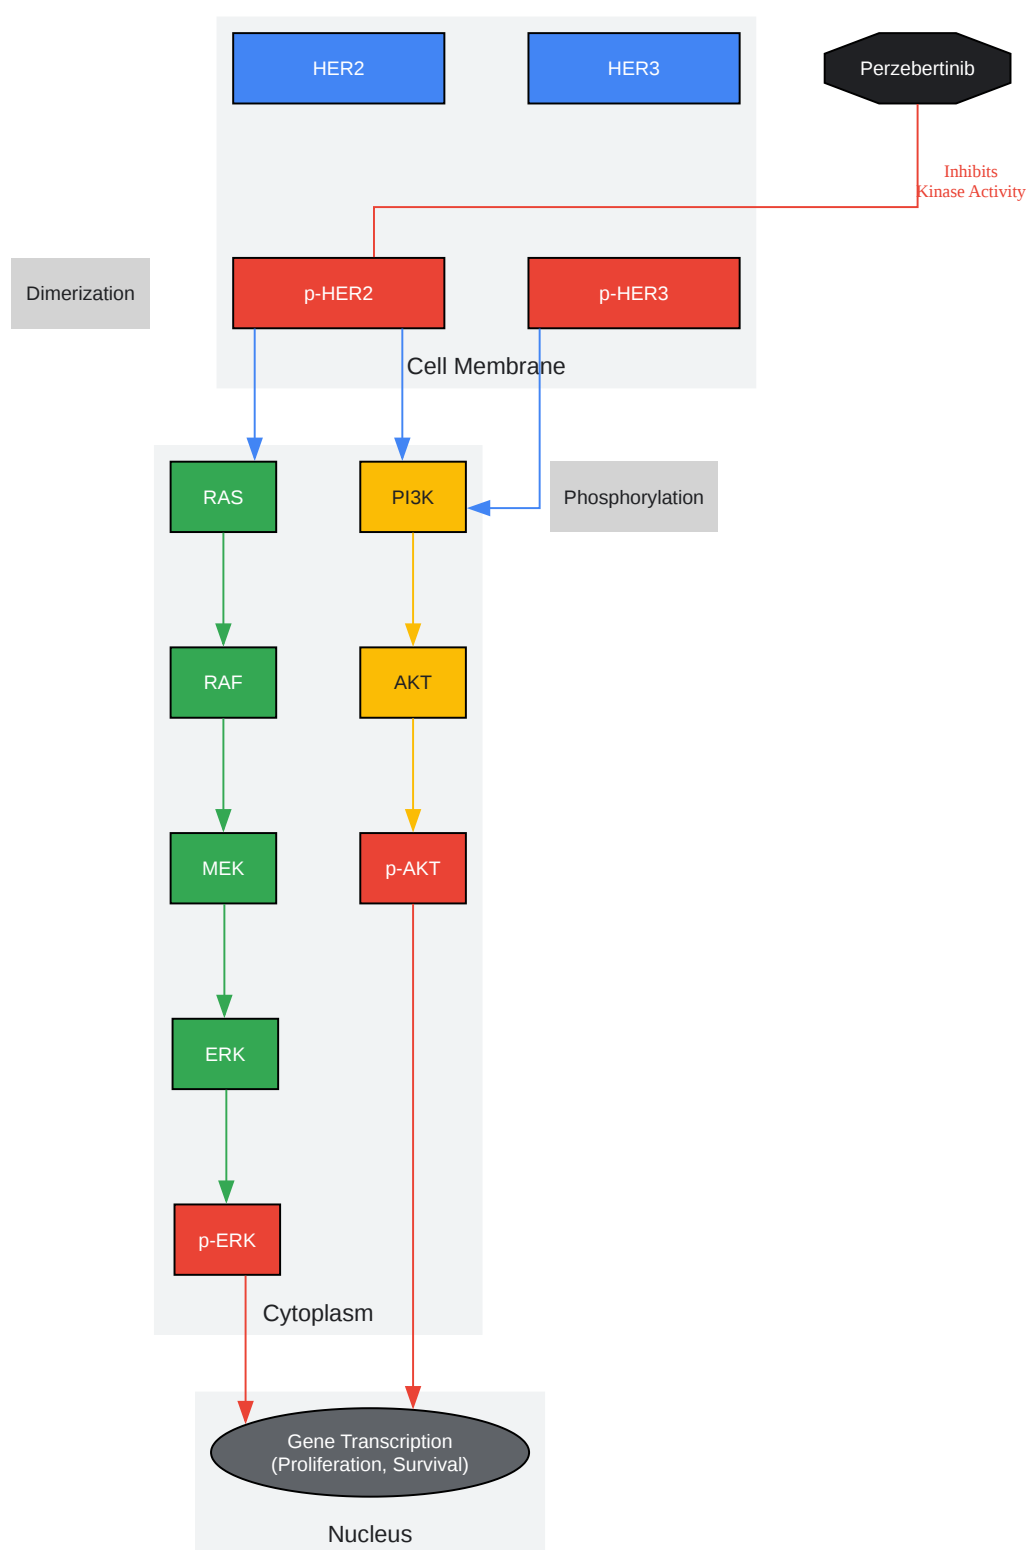 HER2
HER3
Perzebertinib
Inhibits
Kinase Activity
Dimerization
p-HER2
p-HER3
Cell Membrane
RAS
PI3K
Phosphorylation
RAF
AKT
MEK
p-AKT
ERK
p-ERK
Cytoplasm
Gene Transcription
(Proliferation, Survival)
Nucleus